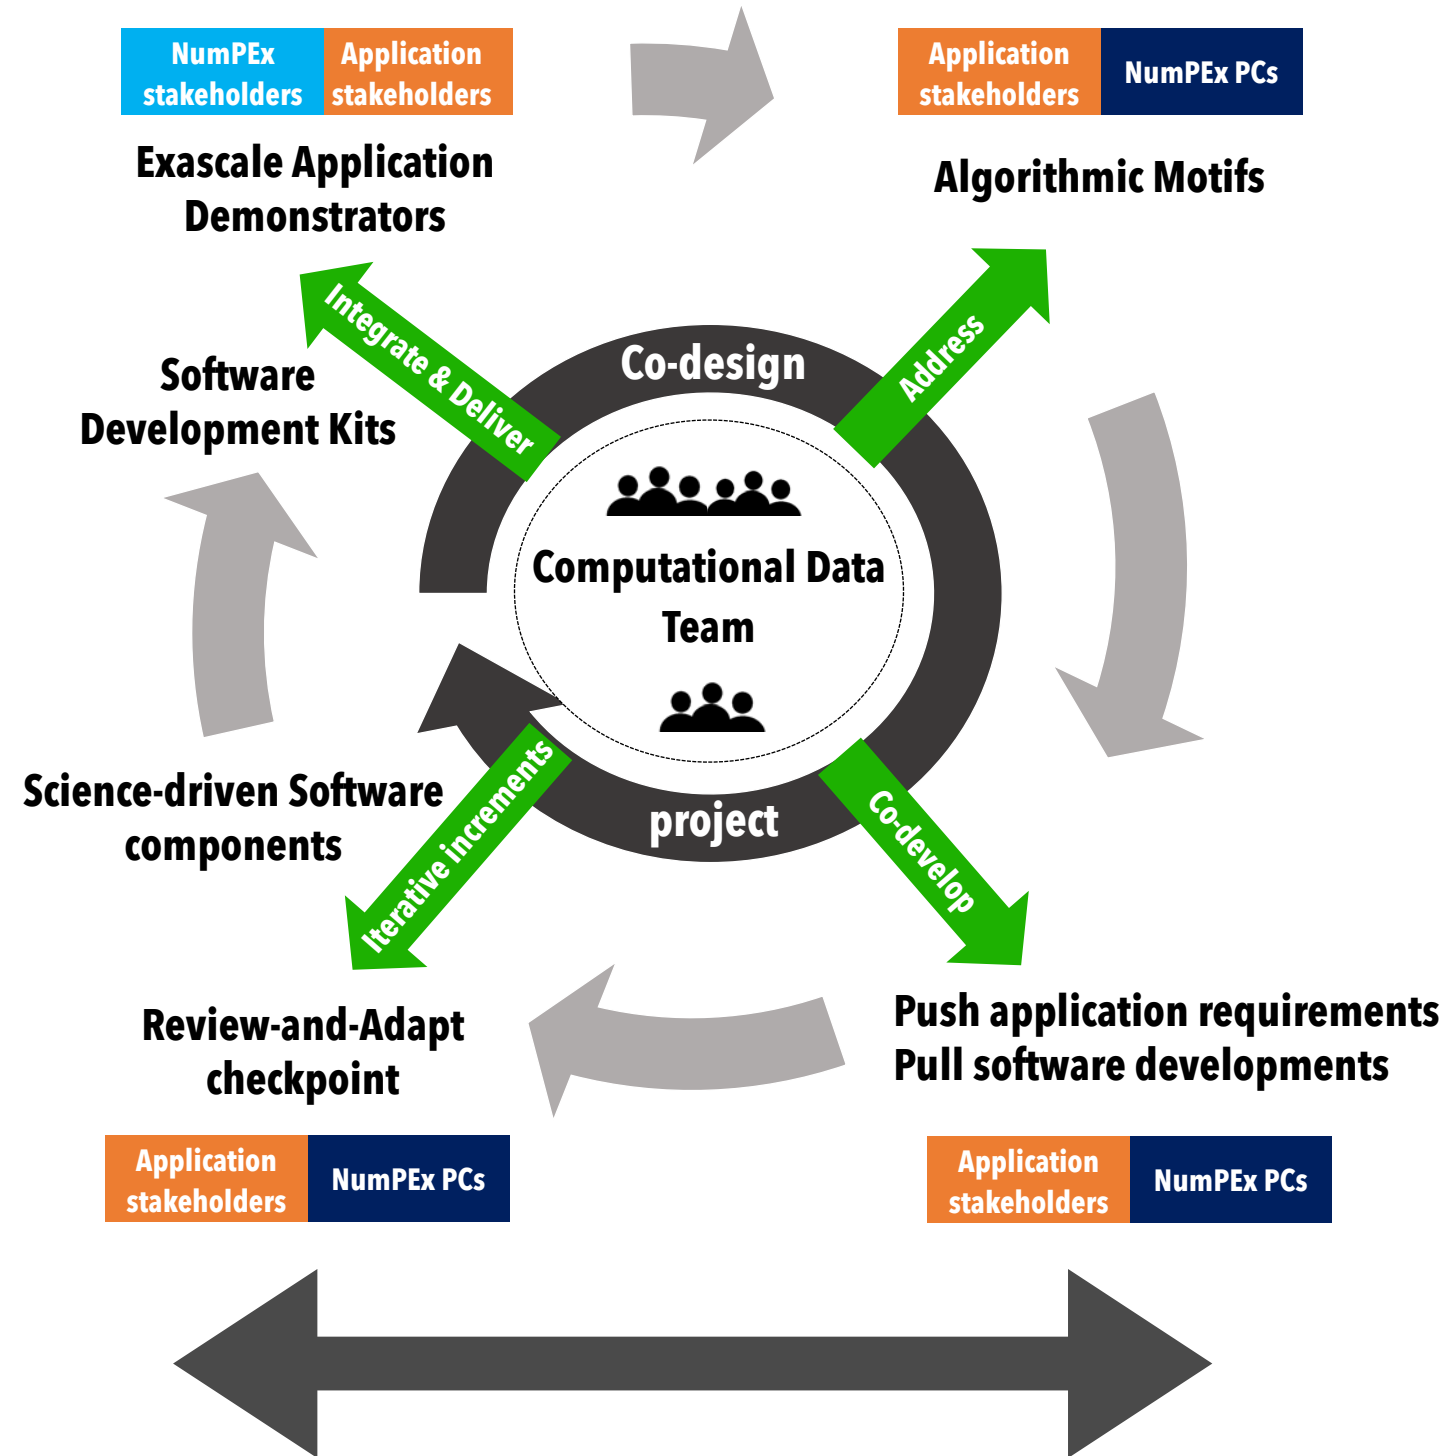 NumPEx
stakeholders
Application
stakeholders
Application
stakeholders
NumPEx PCs
Exascale Application
Demonstrators
Algorithmic Motifs
Integrate & Deliver
Address
Software
Development Kits
Co-design
Computational Data
Team
Science-driven Software
components
project
Iterative increments
Co-develop
Review-and-Adapt
checkpoint
Push application requirements
Pull software developments
Application
stakeholders
NumPEx PCs
Application
stakeholders
NumPEx PCs